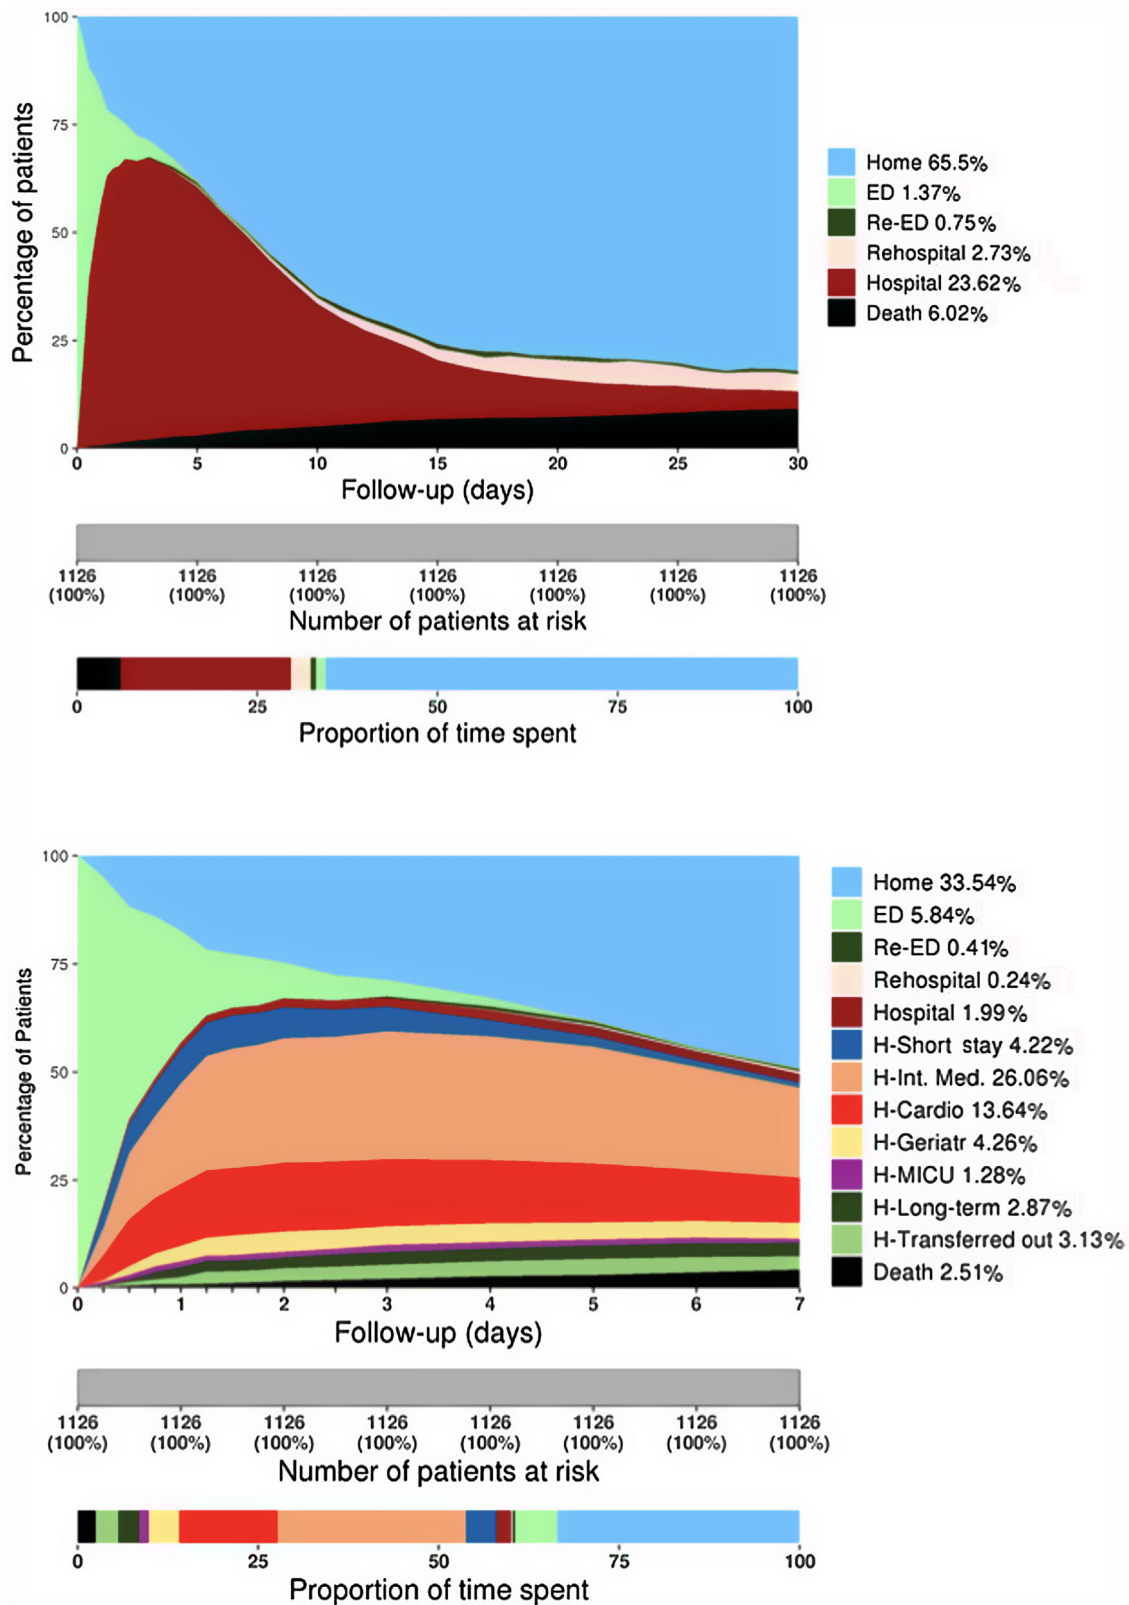 100
75
50
25
0
Percentage of patients
0 5 10 15 20 25 30
Follow-up (days)
Home 65.5%
ED 1.37%
Re-ED 0.75%
Rehospital 2.73%
Hospital 23.62%
Death 6.02%
1126 1126 1126 1126 1126 1126 1126
(100%) (100%) (100%) (100%) (100%) (100%) (100%)
Number of patients at risk
0 25 50 75 100
Proportion of time spent
100
75
50
25
0
Percentage of Patients
0 1 2 3 4 5 6 7
Follow-up (days)
Home 33.54%
ED 5.84%
Re-ED 0.41%
Rehospital 0.24%
Hospital 1.99%
H-Short stay 4.22%
H-Int. Med. 26.06%
H-Cardio 13.64%
H-Geriatr 4.26%
H-MICU 1.28%
H-Long-term 2.87%
H-Transferred out 3.13%
Death 2.51%
1126 1126 1126 1126 1126 1126 1126 1126
(100%) (100%) (100%) (100%) (100%) (100%) (100%) (100%)
Number of patients at risk
0 25 50 75 100
Proportion of time spent